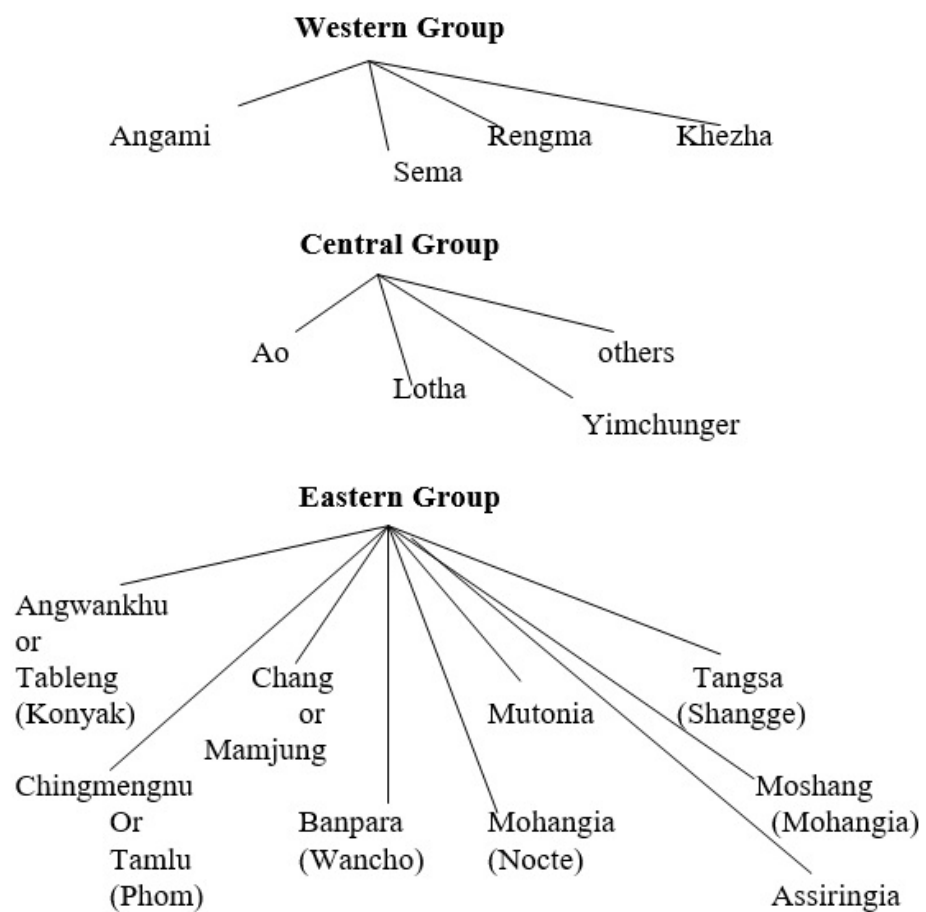 Western Group
Angami
Rengma
Khezha
Sema
Central Group
Ao
others
Lotha
Yimchunger
Eastern Group
Angwankhu
or
Tableng
(Konyak)
Chang
or
Mamjung
Mutonia
Tangsa
(Shangge)
Chingmengnu
Or
Tamlu
(Phom)
Banpara
(Wancho)
Mohangia
(Nocte)
Moshang
(Mohangia)
Assiringia